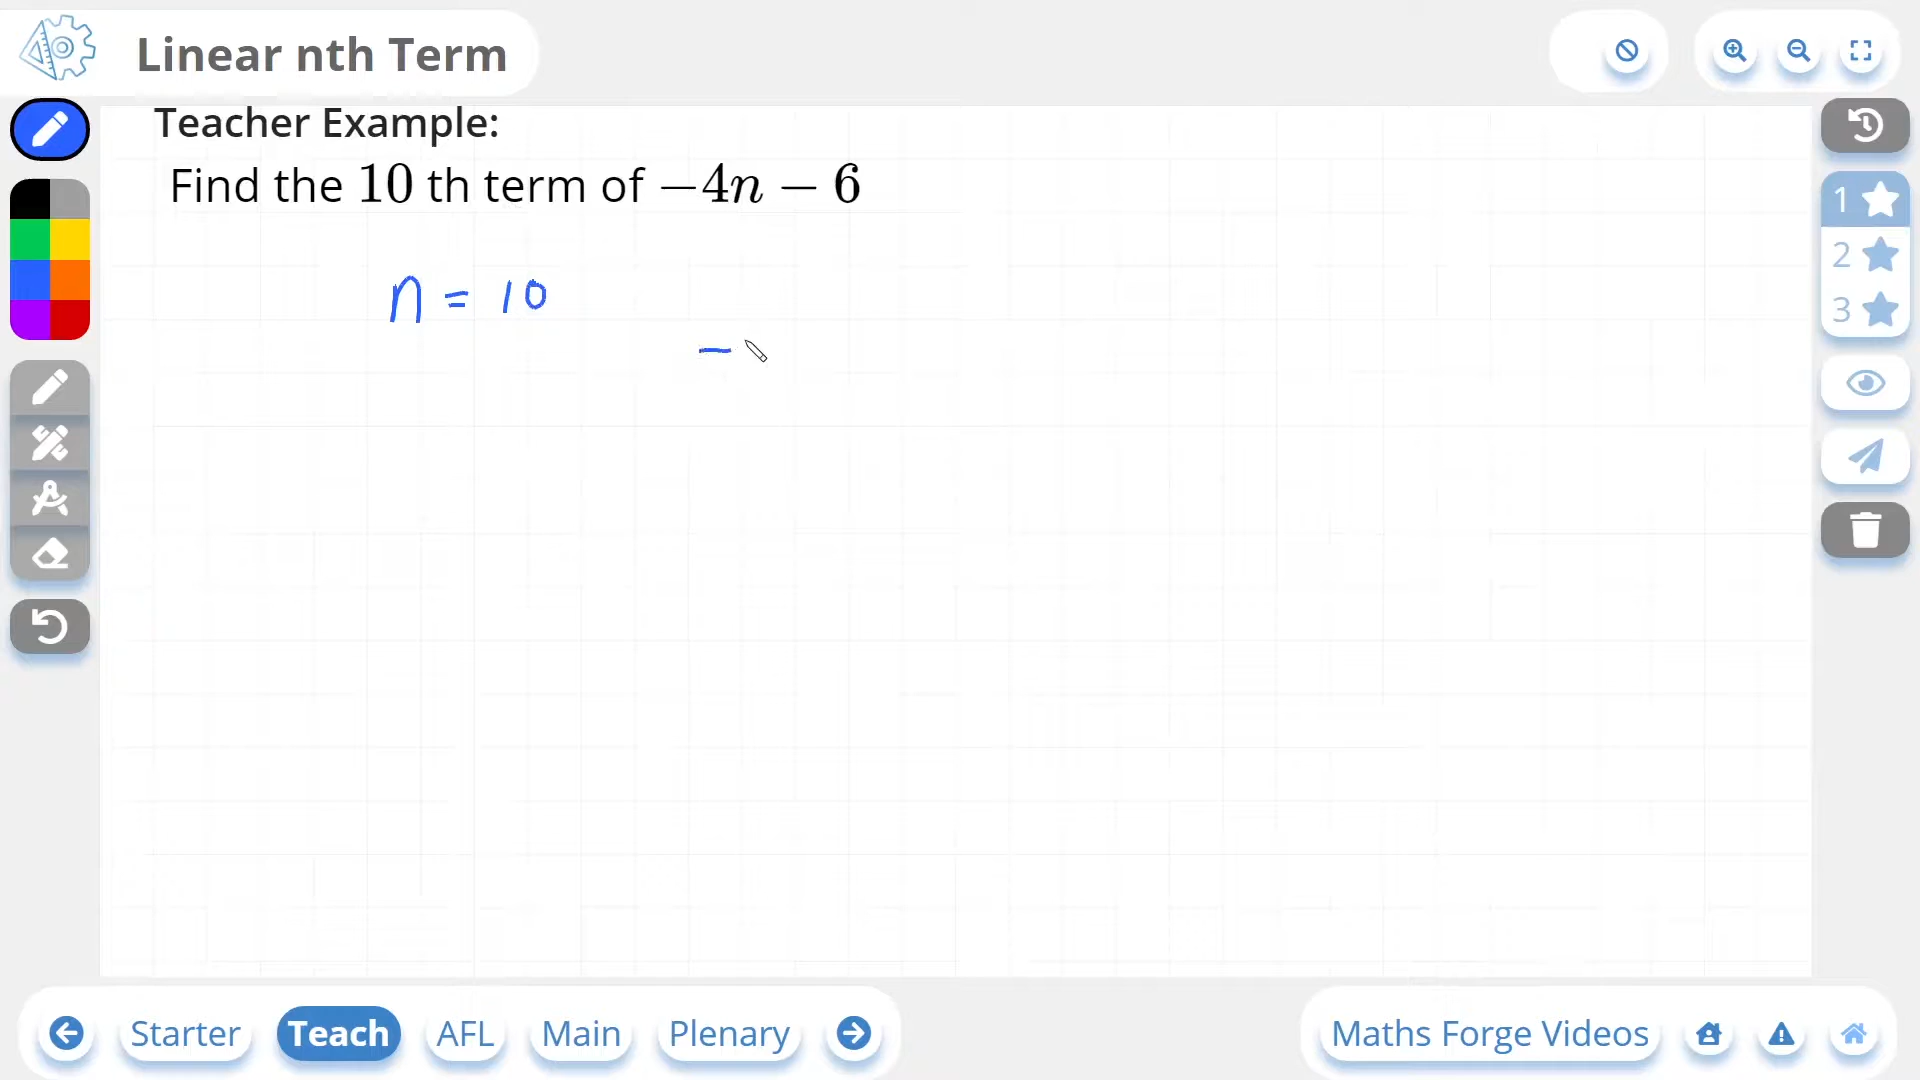 Linear nth Term
Teacher Example:
Find the 10 th term of −4n − 6
n = 10
−
1
2
3
Starter Teach AFL Main Plenary Maths Forge Videos